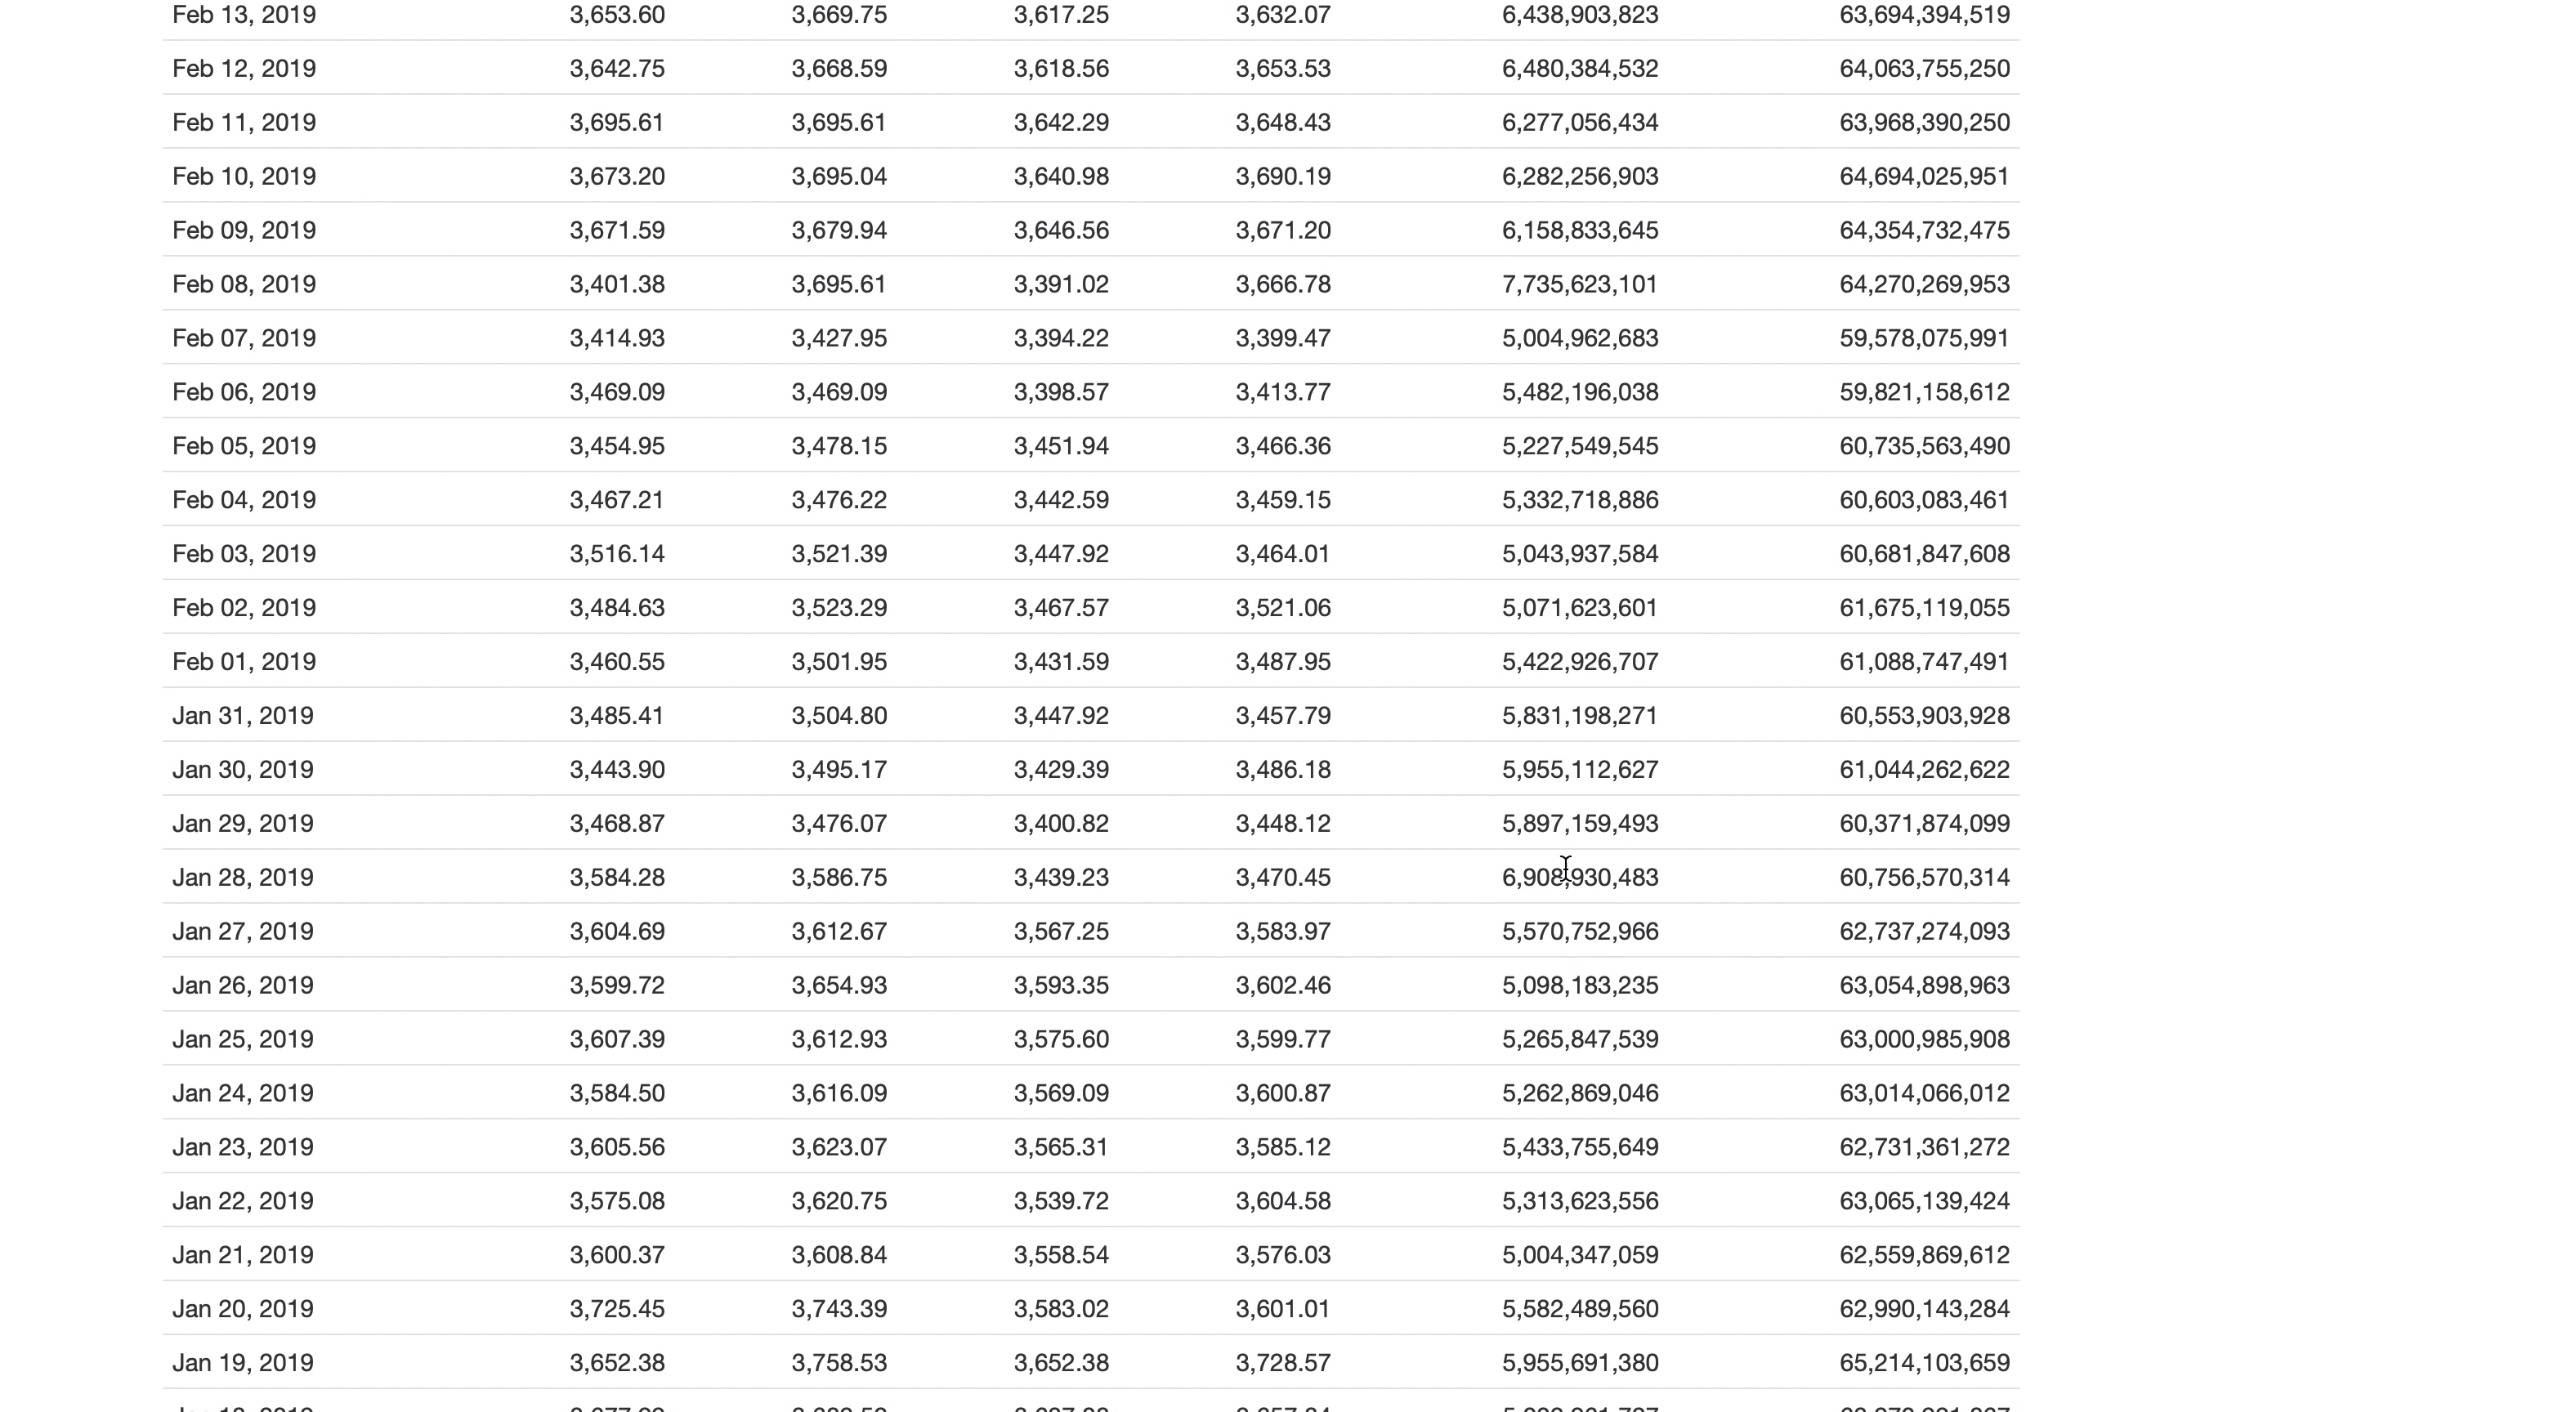 Feb 13, 2019 3,653.60 3,669.75 3,617.25 3,632.07 6,438,903,823 63,694,394,519
Feb 12, 2019 3,642.75 3,668.59 3,618.56 3,653.53 6,480,384,532 64,063,755,250
Feb 11, 2019 3,695.61 3,695.61 3,642.29 3,648.43 6,277,056,434 63,968,390,250
Feb 10, 2019 3,673.20 3,695.04 3,640.98 3,690.19 6,282,256,903 64,694,025,951
Feb 09, 2019 3,671.59 3,679.94 3,646.56 3,671.20 6,158,833,645 64,354,732,475
Feb 08, 2019 3,401.38 3,695.61 3,391.02 3,666.78 7,735,623,101 64,270,269,953
Feb 07, 2019 3,414.93 3,427.95 3,394.22 3,399.47 5,004,962,683 59,578,075,991
Feb 06, 2019 3,469.09 3,469.09 3,398.57 3,413.77 5,482,196,038 59,821,158,612
Feb 05, 2019 3,454.95 3,478.15 3,451.94 3,466.36 5,227,549,545 60,735,563,490
Feb 04, 2019 3,467.21 3,476.22 3,442.59 3,459.15 5,332,718,886 60,603,083,461
Feb 03, 2019 3,516.14 3,521.39 3,447.92 3,464.01 5,043,937,584 60,681,847,608
Feb 02, 2019 3,484.63 3,523.29 3,467.57 3,521.06 5,071,623,601 61,675,119,055
Feb 01, 2019 3,460.55 3,501.95 3,431.59 3,487.95 5,422,926,707 61,088,747,491
Jan 31, 2019 3,485.41 3,504.80 3,447.92 3,457.79 5,831,198,271 60,553,903,928
Jan 30, 2019 3,443.90 3,495.17 3,429.39 3,486.18 5,955,112,627 61,044,262,622
Jan 29, 2019 3,468.87 3,476.07 3,400.82 3,448.12 5,897,159,493 60,371,874,099
Jan 28, 2019 3,584.28 3,586.75 3,439.23 3,470.45 6,908,930,483 60,756,570,314
Jan 27, 2019 3,604.69 3,612.67 3,567.25 3,583.97 5,570,752,966 62,737,274,093
Jan 26, 2019 3,599.72 3,654.93 3,593.35 3,602.46 5,098,183,235 63,054,898,963
Jan 25, 2019 3,607.39 3,612.93 3,575.60 3,599.77 5,265,847,539 63,000,985,908
Jan 24, 2019 3,584.50 3,616.09 3,569.09 3,600.87 5,262,869,046 63,014,066,012
Jan 23, 2019 3,605.56 3,623.07 3,565.31 3,585.12 5,433,755,649 62,731,361,272
Jan 22, 2019 3,575.08 3,620.75 3,539.72 3,604.58 5,313,623,556 63,065,139,424
Jan 21, 2019 3,600.37 3,608.84 3,558.54 3,576.03 5,004,347,059 62,559,869,612
Jan 20, 2019 3,725.45 3,743.39 3,583.02 3,601.01 5,582,489,560 62,990,143,284
Jan 19, 2019 3,652.38 3,758.53 3,652.38 3,728.57 5,955,691,380 65,214,103,659